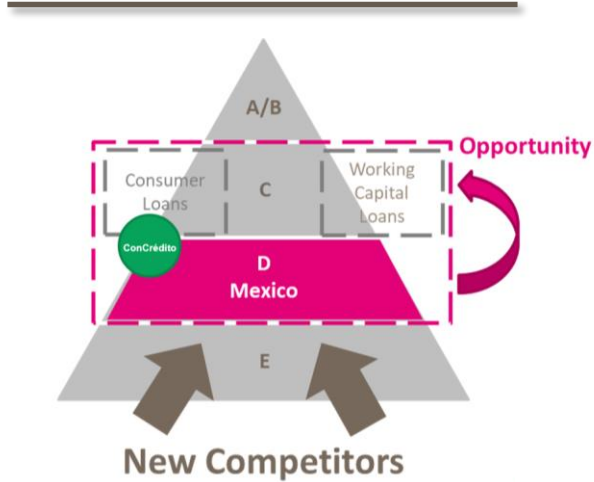 A/B
Opportunity
Consumer
Loans
C
Working
Capital
Loans
ConCrédito
D
Mexico
E
New Competitors